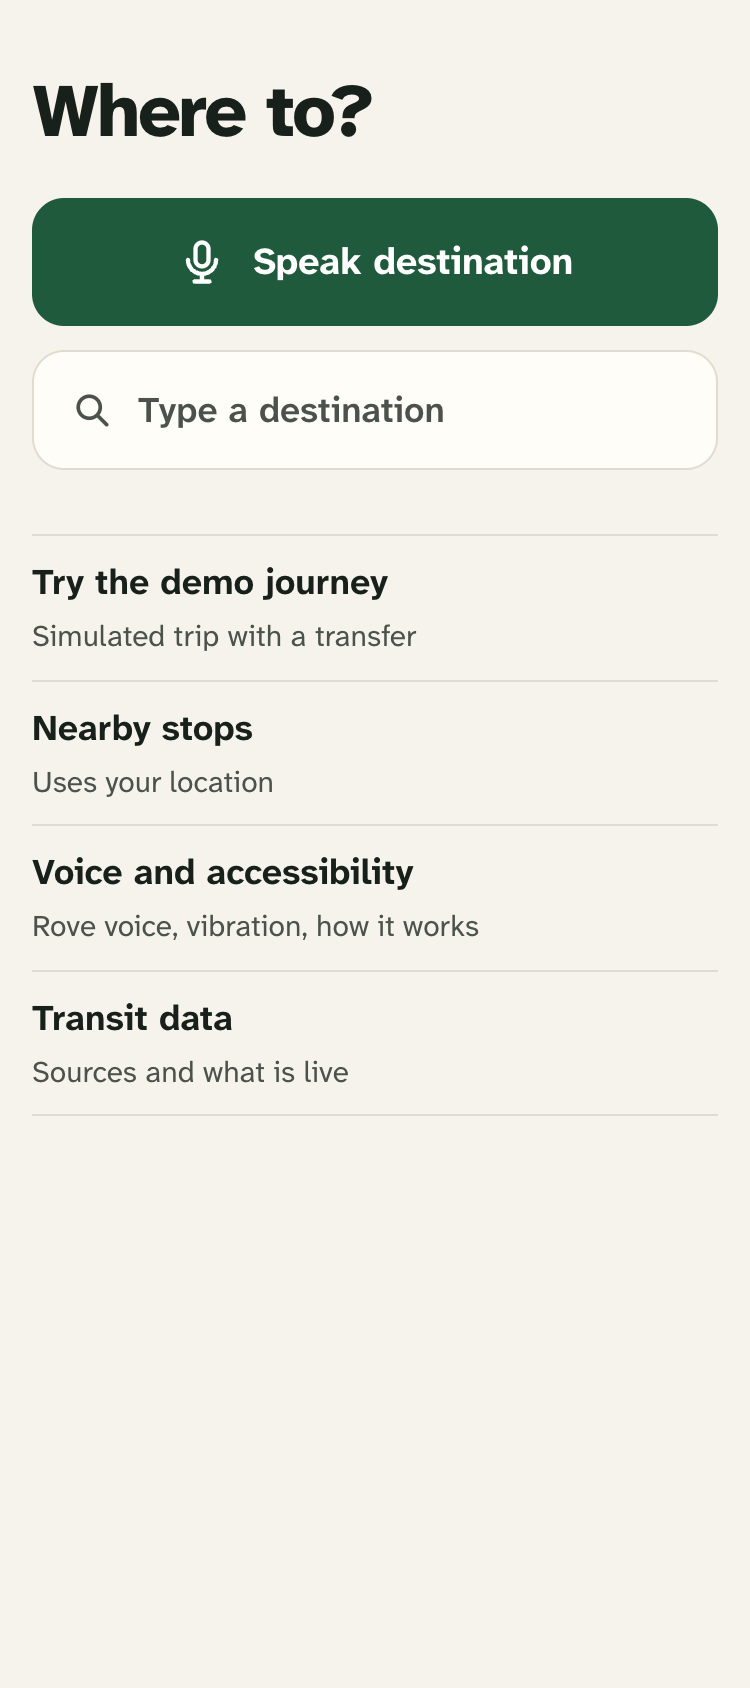 Where to?
Speak destination
Type a destination
Try the demo journey
Simulated trip with a transfer
Nearby stops
Uses your location
Voice and accessibility
Rove voice, vibration, how it works
Transit data
Sources and what is live